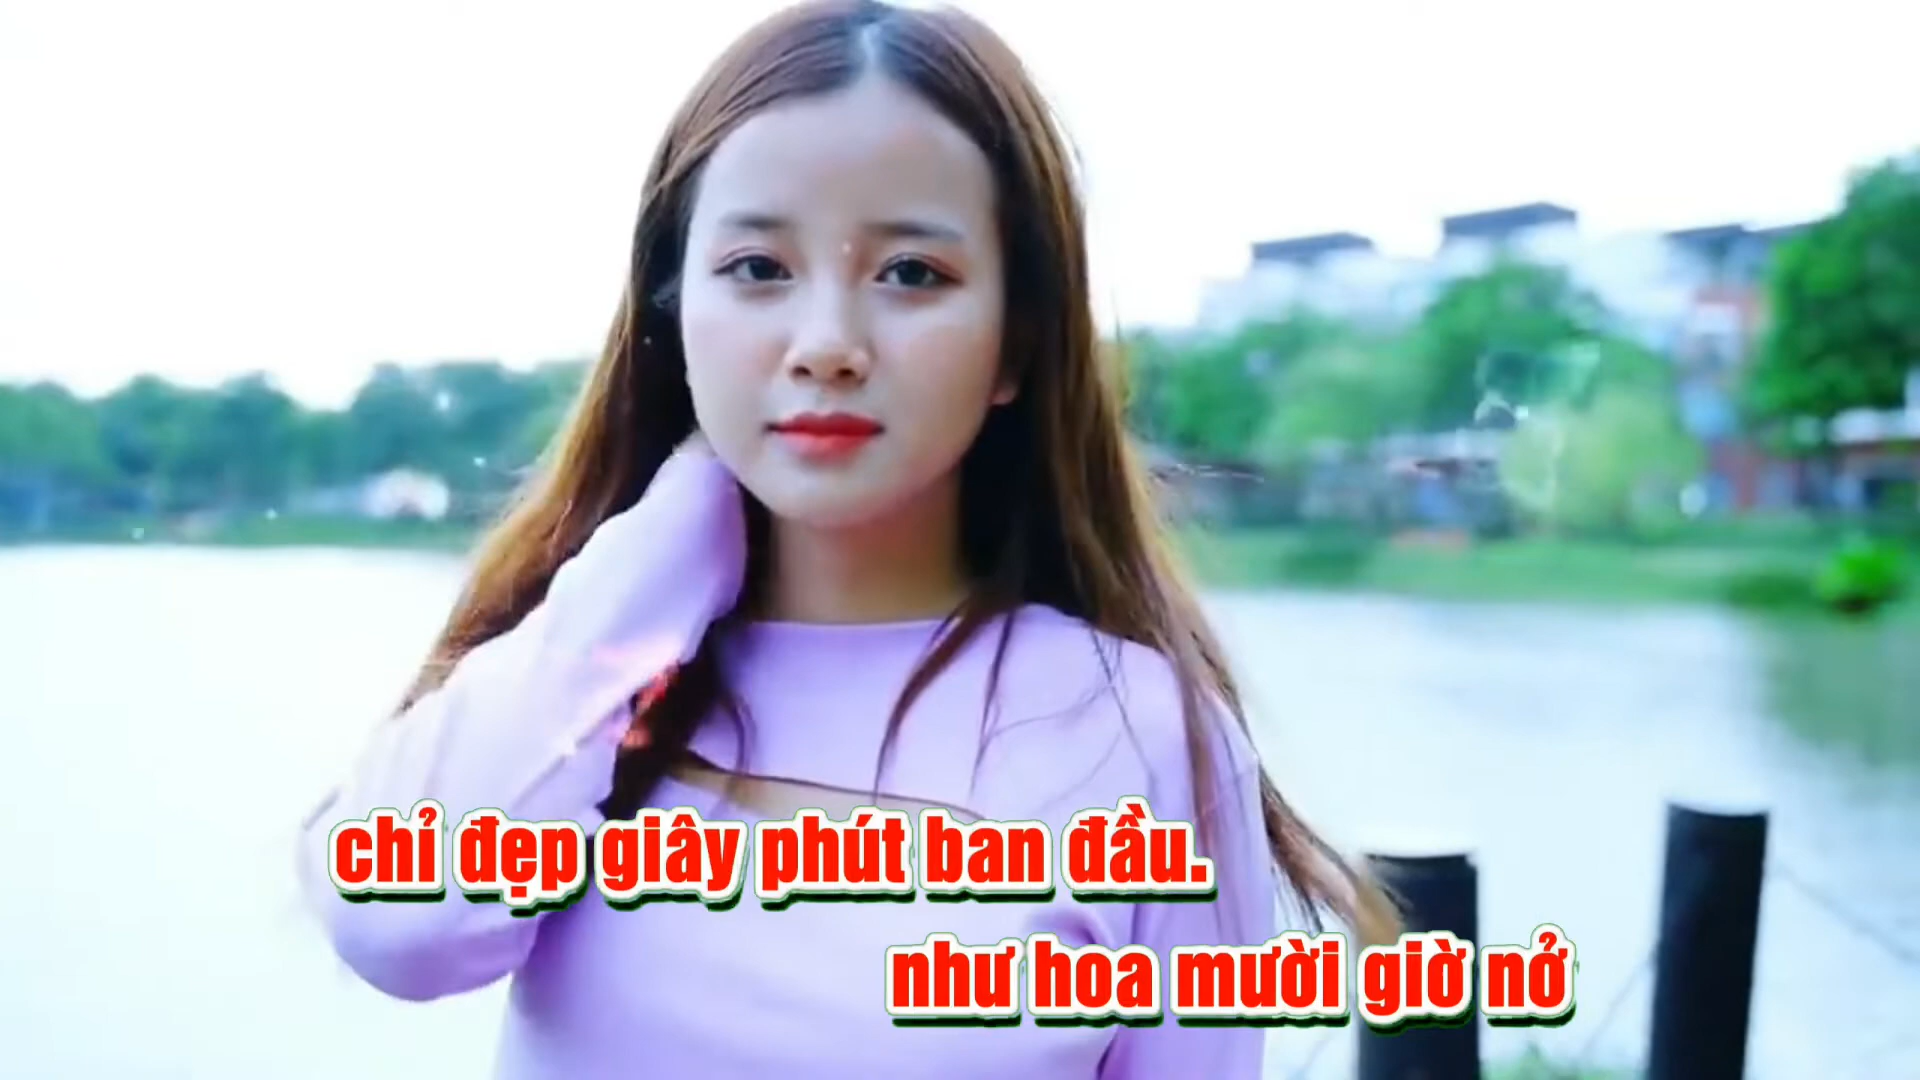 chỉ đẹp giây phút ban đầu.
như hoa mười giờ nở